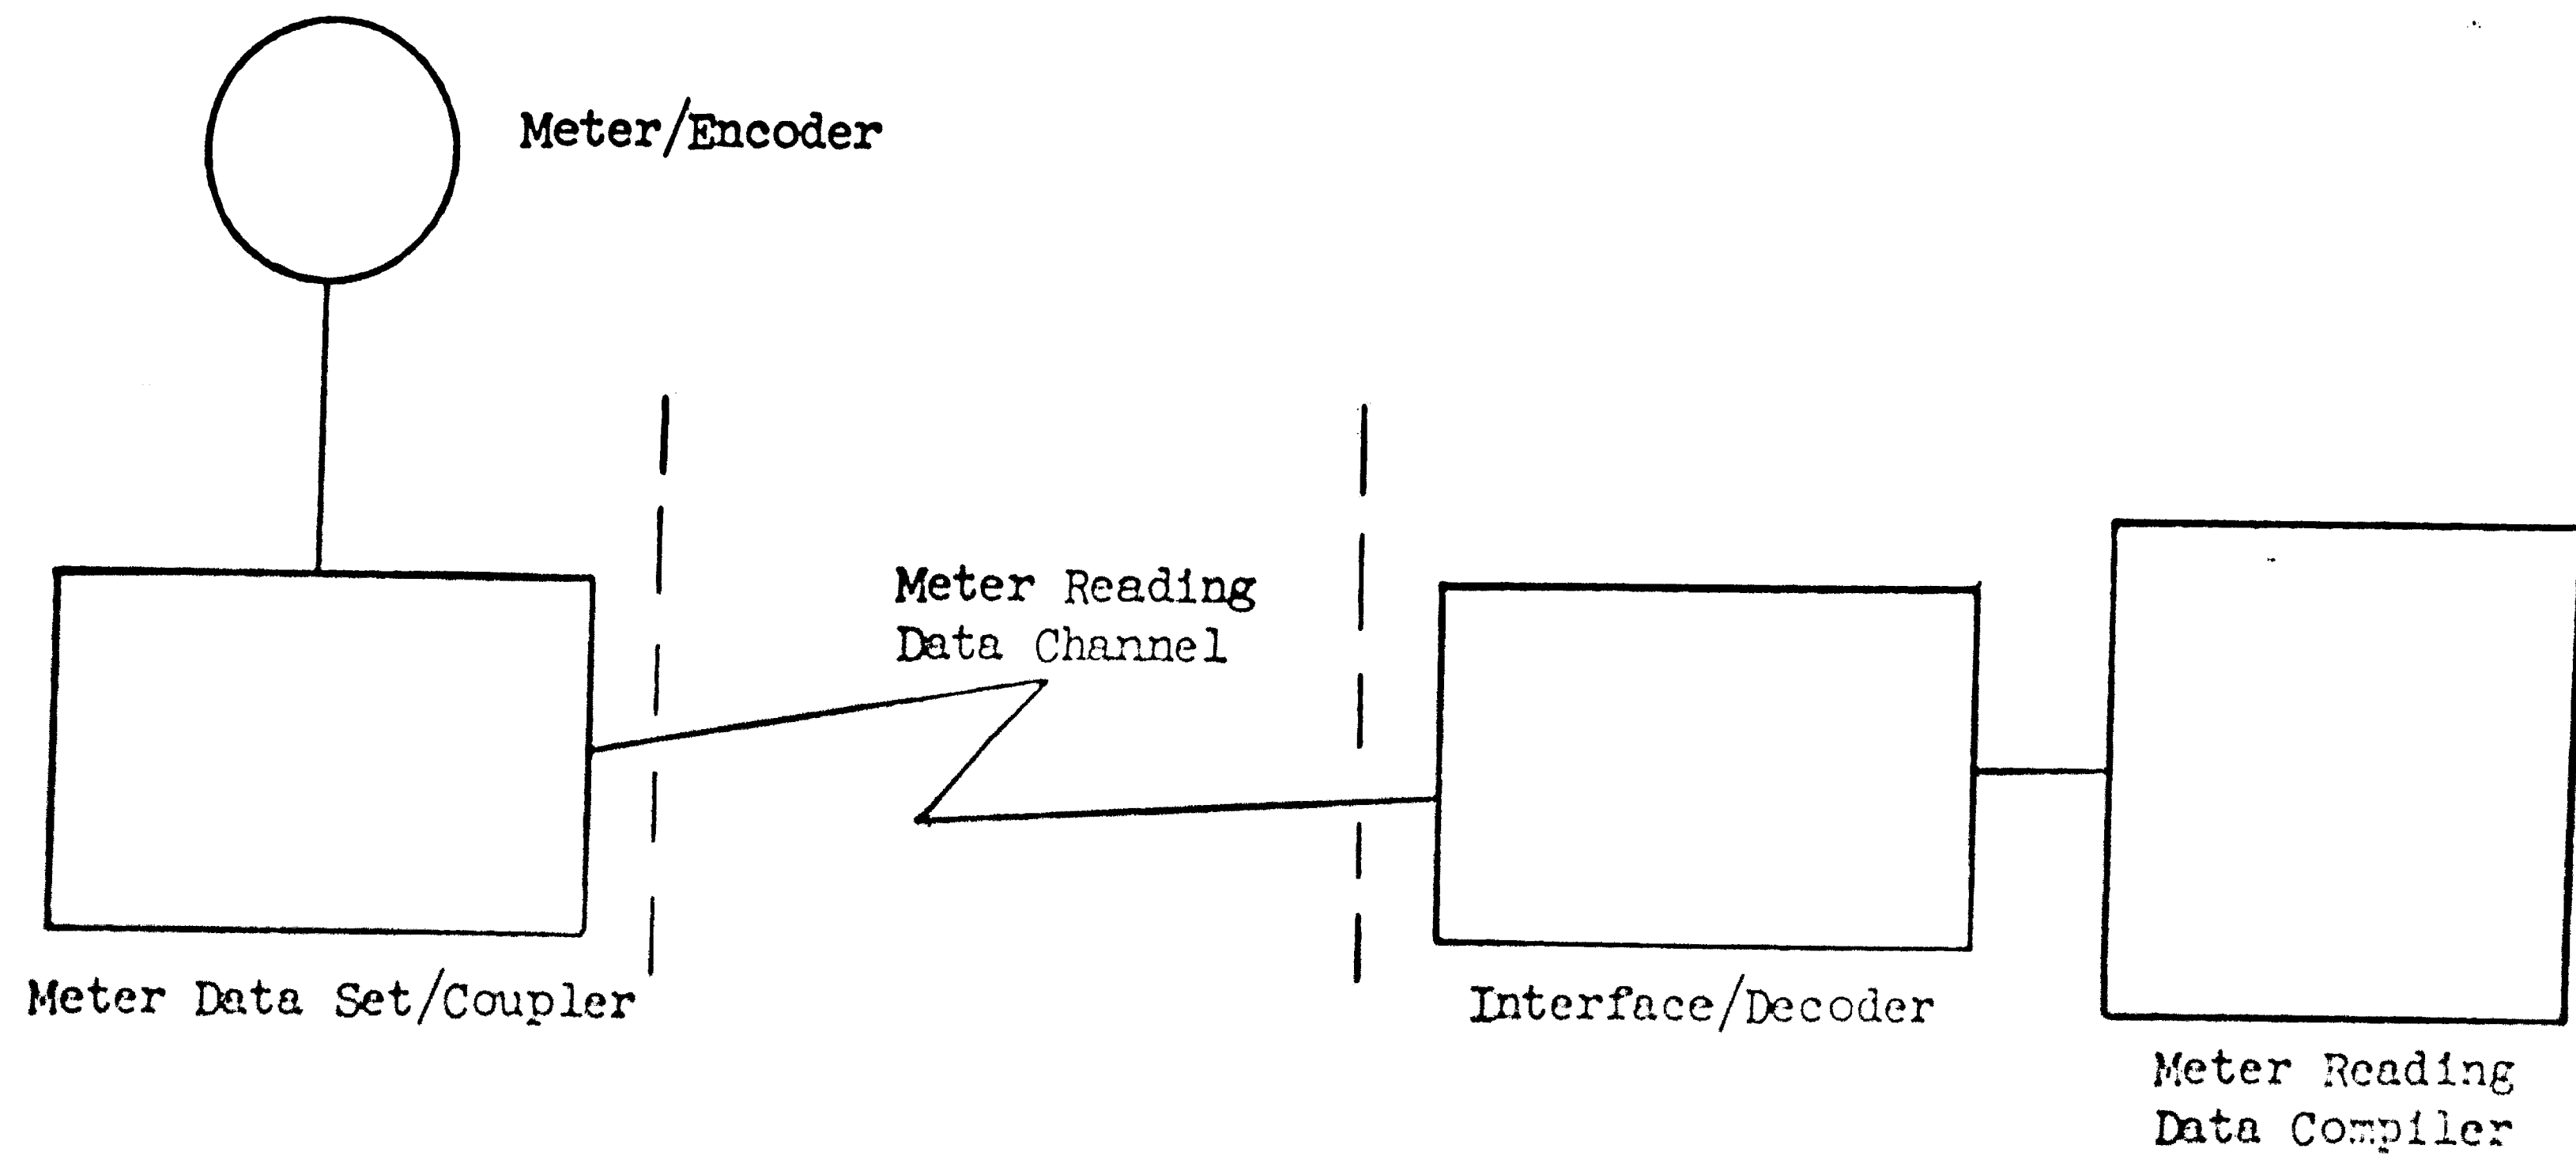 Meter/Encoder
Meter Reading
Data Channel
Meter Data Set/Coupler
Interface/Decoder
Meter Reading
Data Compiler